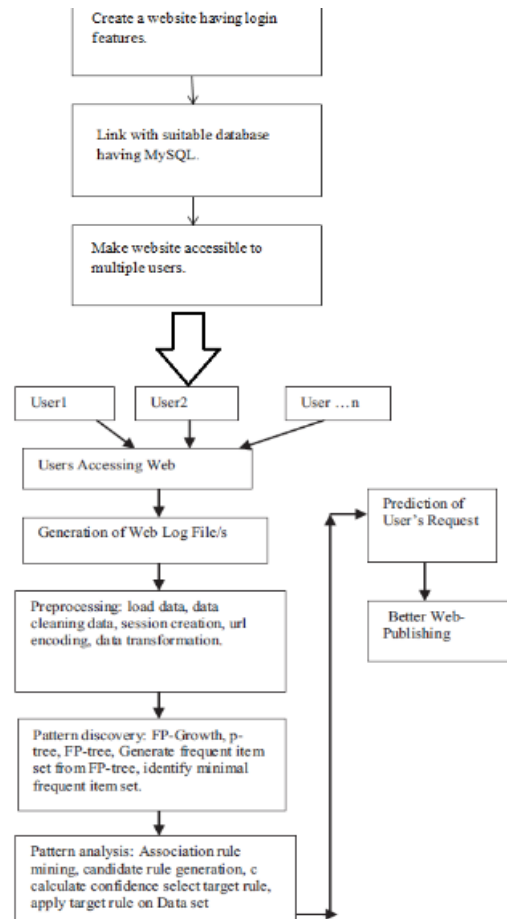 Create a website having login
features.
Link with suitable database
having MySQL.
Make website accessible to
multiple users.
User1
User2
User ...n
Users Accessing Web
Generation of Web Log File/s
Preprocessing: load data, data
cleaning data, session creation, url
encoding, data transformation.
Pattern discovery: FP-Growth, p-
tree, FP-tree, Generate frequent item
set from FP-tree, identify minimal
frequent item set.
Pattern analysis: Association rule
mining, candidate rule generation, c
calculate confidence select target rule,
apply target rule on Data set
Prediction of
User's Request
Better Web-
Publishing